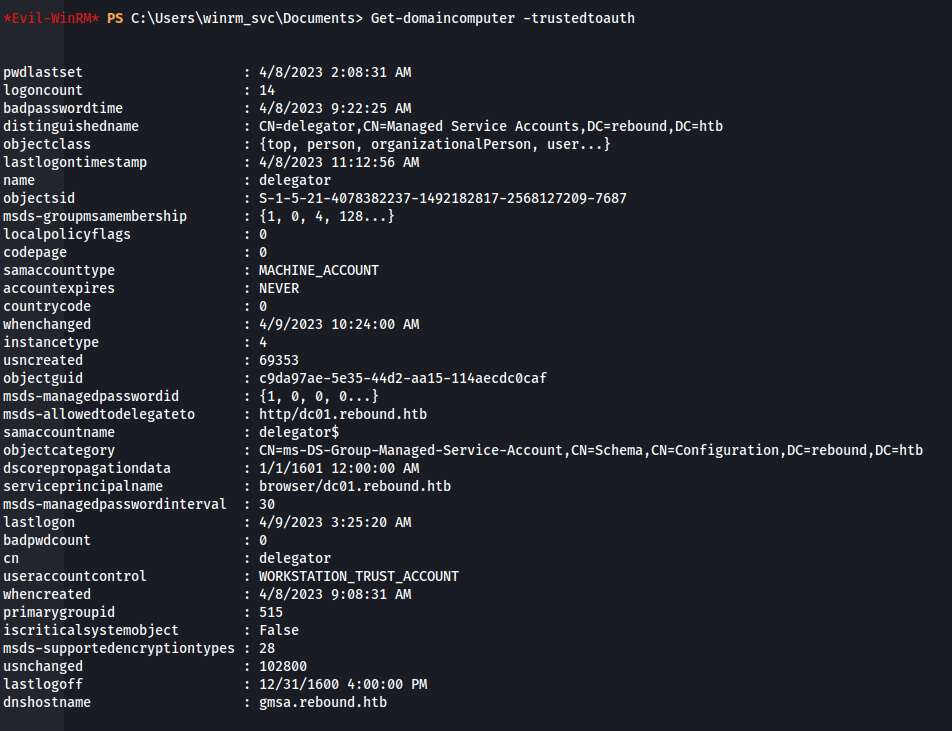 *Evil-WinRM* PS C:\Users\winrm_svc\Documents> Get-domaincomputer -trustedtoauth
pwdlastset : 4/8/2023 2:08:31 AM
logoncount : 14
badpasswordtime : 4/8/2023 9:22:25 AM
distinguishedname : CN=delegator,CN=Managed Service Accounts,DC=rebound,DC=htb
objectclass : {top, person, organizationalPerson, user...}
lastlogontimestamp : 4/8/2023 11:12:56 AM
name : delegator
objectsid : S-1-5-21-4078382237-1492182817-2568127209-7687
msds-groupmsamembership : {1, 0, 4, 128...}
localpolicyflags : 0
codepage : 0
samaccounttype : MACHINE_ACCOUNT
accountexpires : NEVER
countrycode : 0
whenchanged : 4/9/2023 10:24:00 AM
instancetype : 4
usncreated : 69353
objectguid : c9da97ae-5e35-44d2-aa15-114aecdc0caf
msds-managedpasswordid : {1, 0, 0, 0...}
msds-allowedtodelegateto : http/dc01.rebound.htb
samaccountname : delegator$
objectcategory : CN=ms-DS-Group-Managed-Service-Account,CN=Schema,CN=Configuration,DC=rebound,DC=htb
dscorepropagationdata : 1/1/1601 12:00:00 AM
serviceprincipalname : browser/dc01.rebound.htb
msds-managedpasswordinterval : 30
lastlogon : 4/9/2023 3:25:20 AM
badpwdcount : 0
cn : delegator
useraccountcontrol : WORKSTATION_TRUST_ACCOUNT
whencreated : 4/8/2023 9:08:31 AM
primarygroupid : 515
iscriticalsystemobject : False
msds-supportedencryptiontypes : 28
usnchanged : 102800
lastlogoff : 12/31/1600 4:00:00 PM
dnshostname : gmsa.rebound.htb